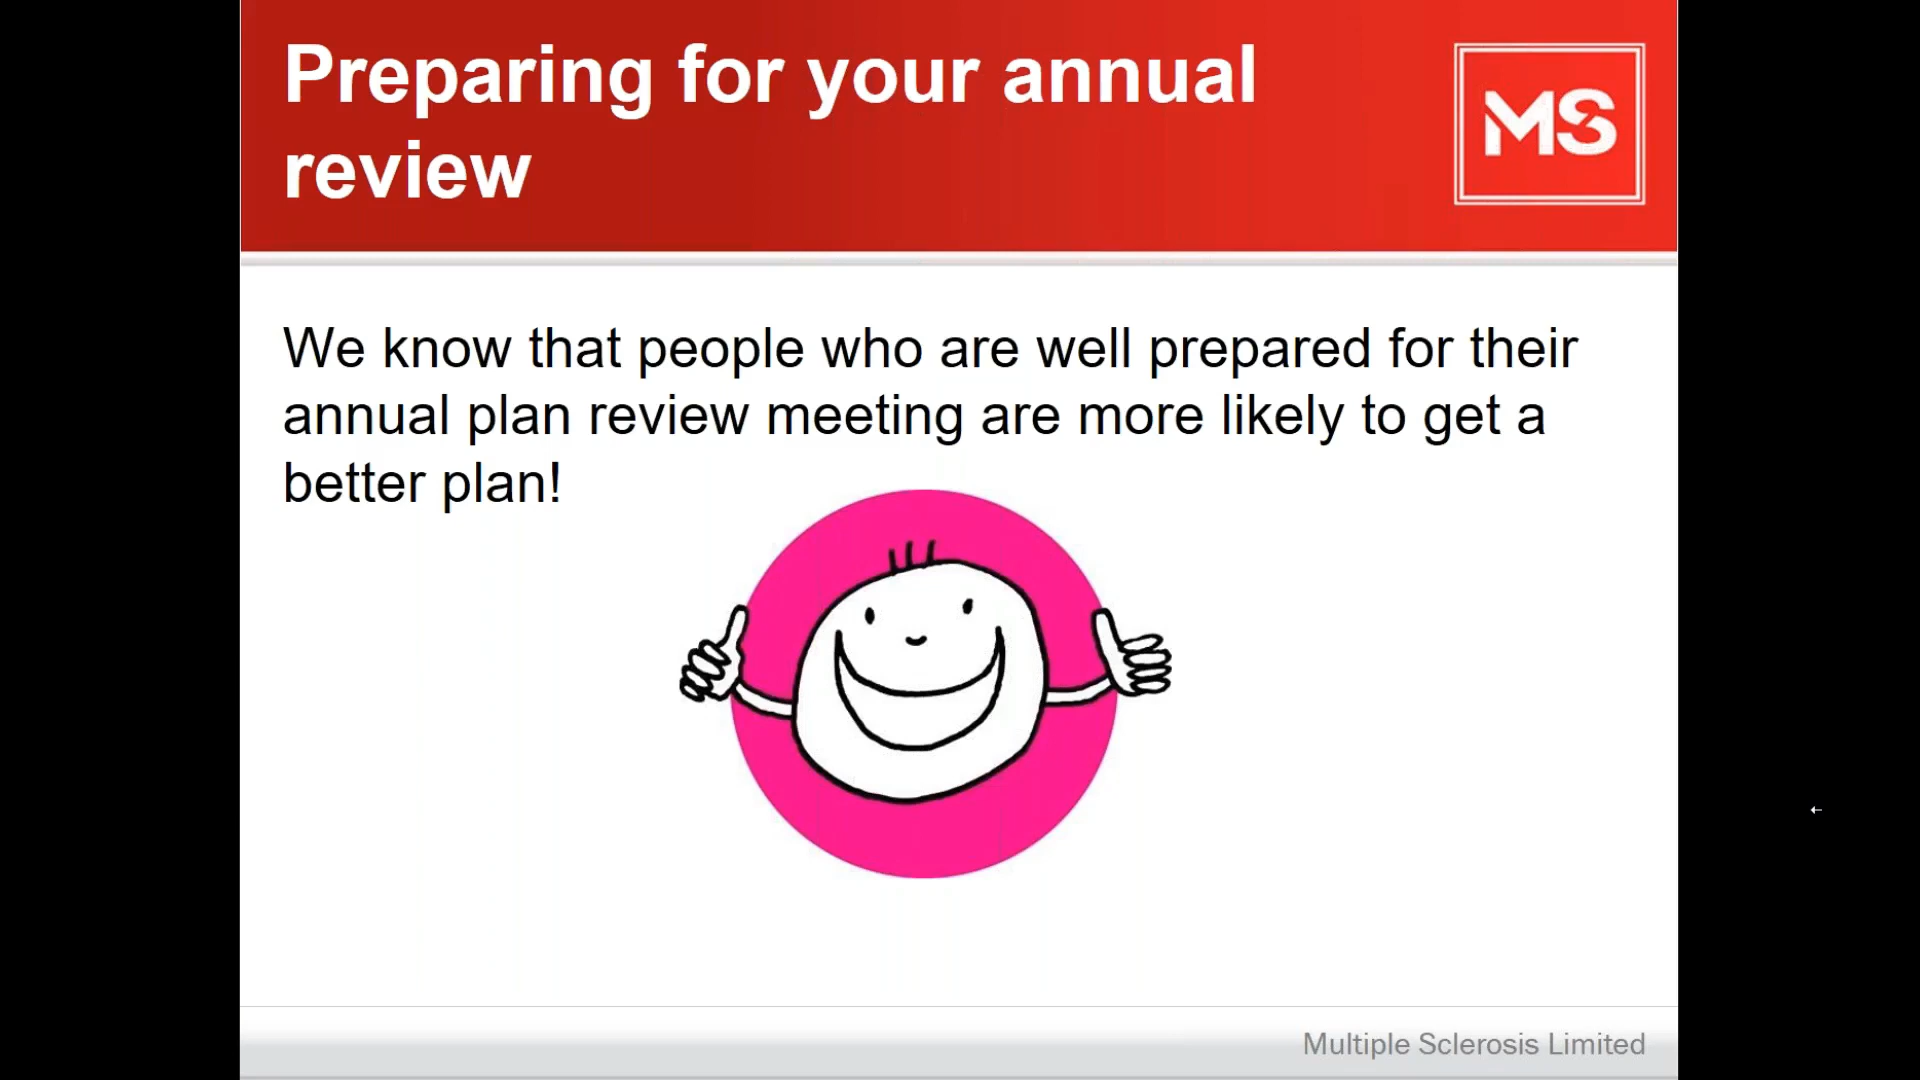 Preparing for your annual
review
MS
We know that people who are well prepared for their
annual plan review meeting are more likely to get a
better plan!
Multiple Sclerosis Limited